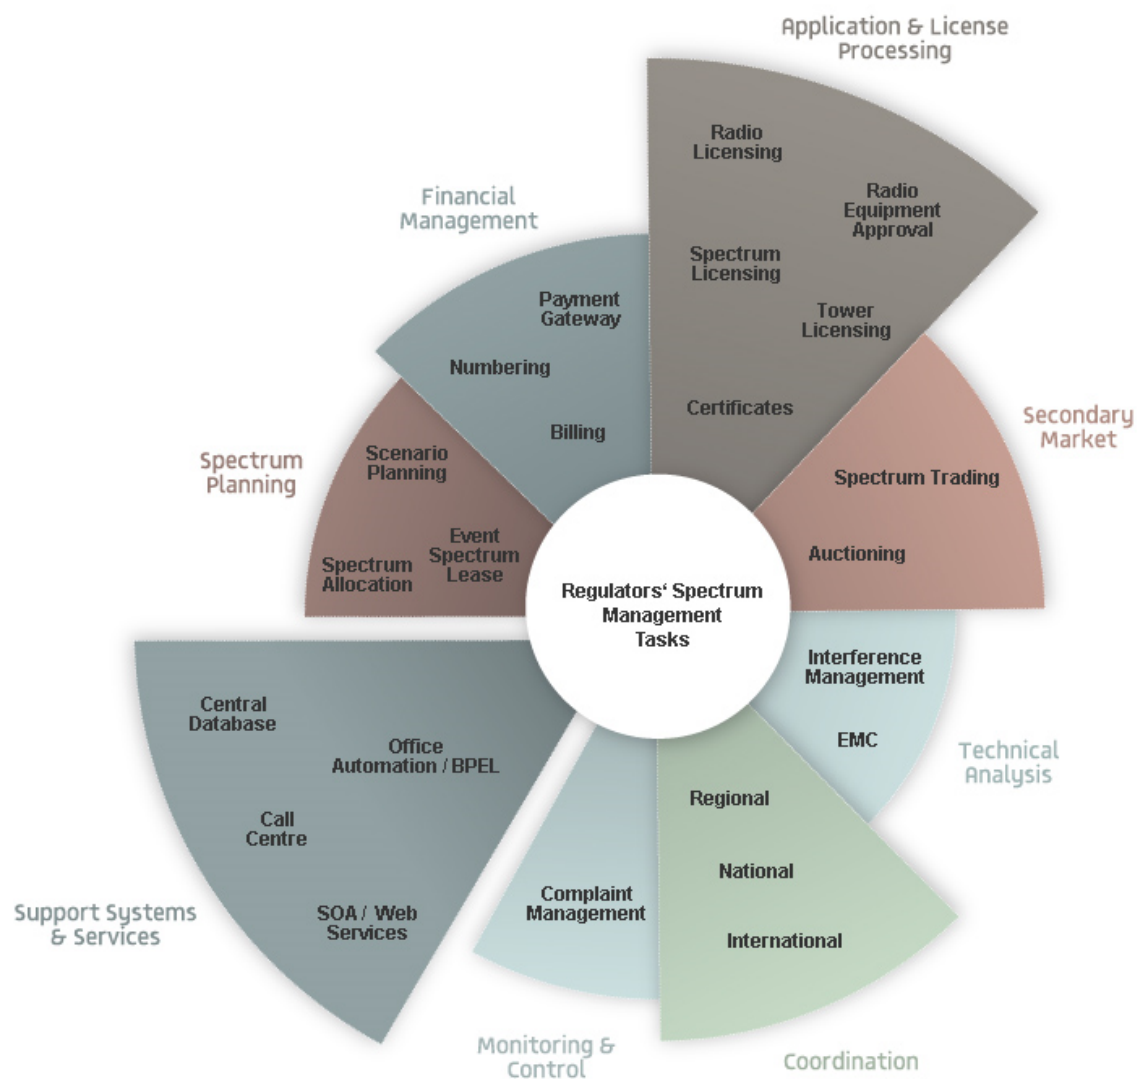 Application & License
Processing
Radio
Licensing
Radio
Equipment
Approval
Spectrum
Licensing
Tower
Licensing
Certificates
Secondary
Market
Spectrum Trading
Auctioning
Interference
Management
EMC
Technical
Analysis
Regional
National
International
Coordination
Complaint
Management
Monitoring &
Control
Central
Database
Office
Automation / BPEL
Call
Centre
SOA / Web
Services
Support Systems
& Services
Spectrum
Planning
Scenario
Planning
Event
Spectrum
Lease
Spectrum
Allocation
Financial
Management
Payment
Gateway
Numbering
Billing
Regulators‘ Spectrum
Management
Tasks